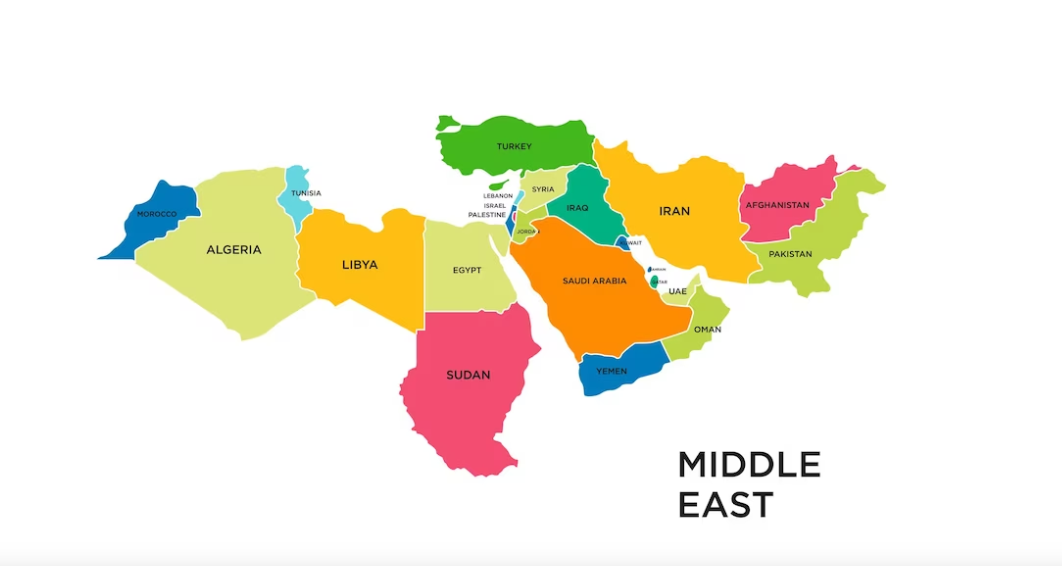 TURKEY
TUNISIA
LEBANON
SYRIA
ISRAEL
PALESTINE
MOROCCO
IRAQ
IRAN
AFGHANISTAN
JORDAN
ALGERIA
LIBYA
EGYPT
KUWAIT
PAKISTAN
BAHRAIN
QATAR
SAUDI ARABIA
UAE
OMAN
SUDAN
YEMEN
MIDDLE
EAST